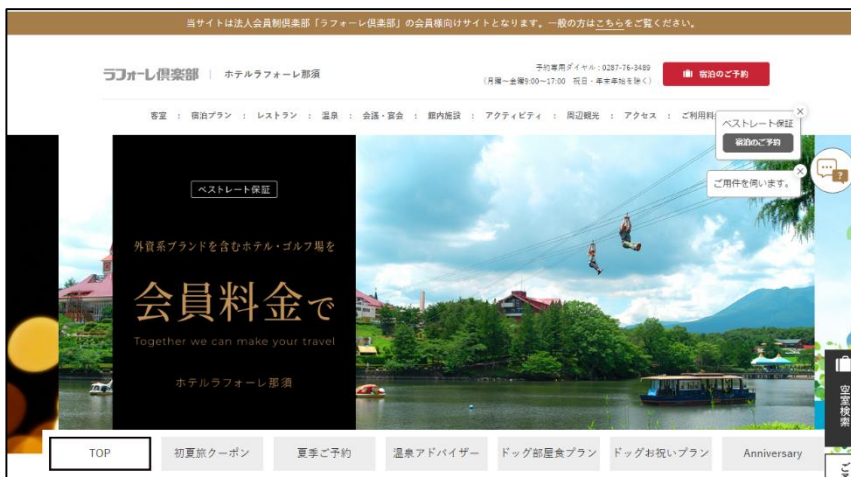 当サイトは法人会員制倶楽部「ラフォーレ倶楽部」の会員様向けサイトとなります。一般の方はこちらをご覧ください。
ラフォーレ倶楽部 | ホテルラフォーレ那須
予約専用ダイヤル：0287-76-3489
(月曜～金曜9:00～17:00 祝日・年末年始を除く)
宿泊のご予約
客室 : 宿泊プラン : レストラン : 温泉 : 会議・宴会 : 館内施設 : アクティビティ : 周辺観光 : アクセス : ご利用料
ベストレート保証
宿泊のご予約
ご用件を伺います。
ベストレート保証
外資系ブランドを含むホテル・ゴルフ場を
会員料金で
Together we can make your travel
ホテルラフォーレ那須
空室検索
TOP
初夏旅クーポン
夏季ご予約
温泉アドバイザー
ドッグ部屋食プラン
ドッグお祝いプラン
Anniversary